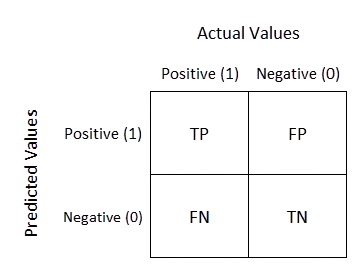 Actual Values
Positive (1) Negative (0)
Predicted Values
Positive (1) TP FP
Negative (0) FN TN